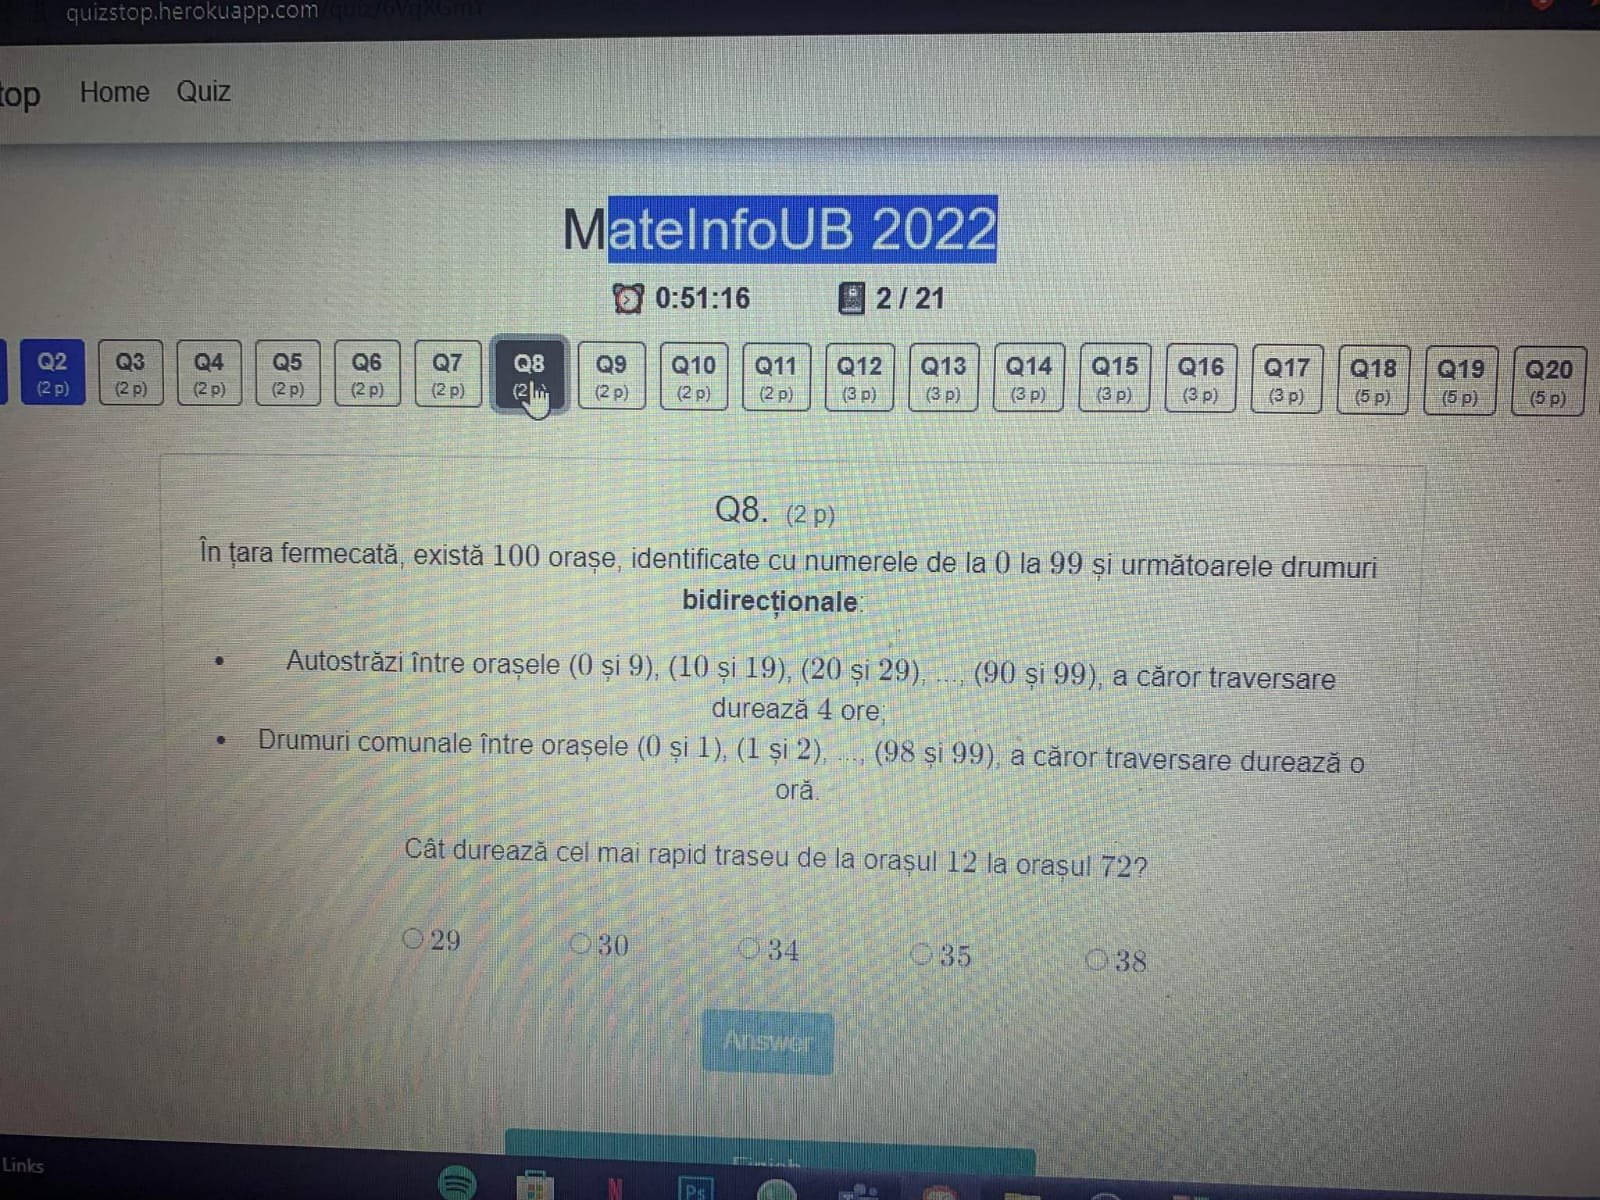 quizstop.herokuapp.com
top Home Quiz
MateInfoUB 2022
0:51:16 2 / 21
Q2 Q3 Q4 Q5 Q6 Q7 Q8 Q9 Q10 Q11 Q12 Q13 Q14 Q15 Q16 Q17 Q18 Q19 Q20
(2 p) (2 p) (2 p) (2 p) (2 p) (2 p) (2 (2 p) (2 p) (2 p) (3 p) (3 p) (3 p) (3 p) (3 p) (3 p) (5 p) (5 p) (5 p)
Q8. (2 p)
În țara fermecată, există 100 orașe, identificate cu numerele de la 0 la 99 și următoarele drumuri
bidirecționale:
• Autostrăzi între orașele (0 și 9), (10 și 19), (20 și 29), ..., (90 și 99), a căror traversare
durează 4 ore;
• Drumuri comunale între orașele (0 și 1), (1 și 2), ..., (98 și 99), a căror traversare durează o
oră.
Cât durează cel mai rapid traseu de la orașul 12 la orașul 72?
29 30 34 35 38
Answer
Links
N
Ps